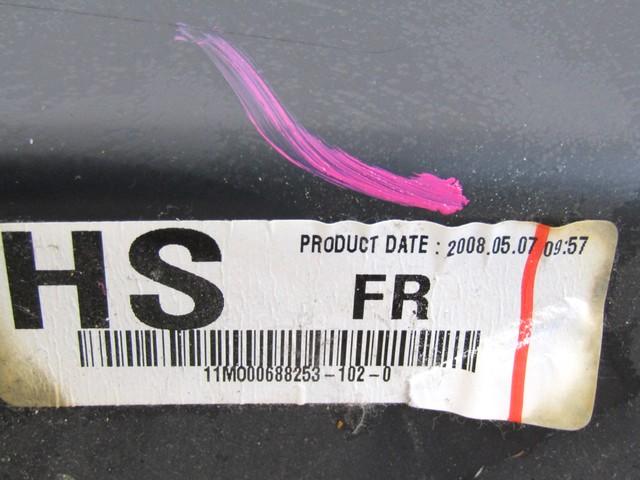 PRODUCT DATE : 2008.05.07 09:57
HS FR
11M000688253-102-0